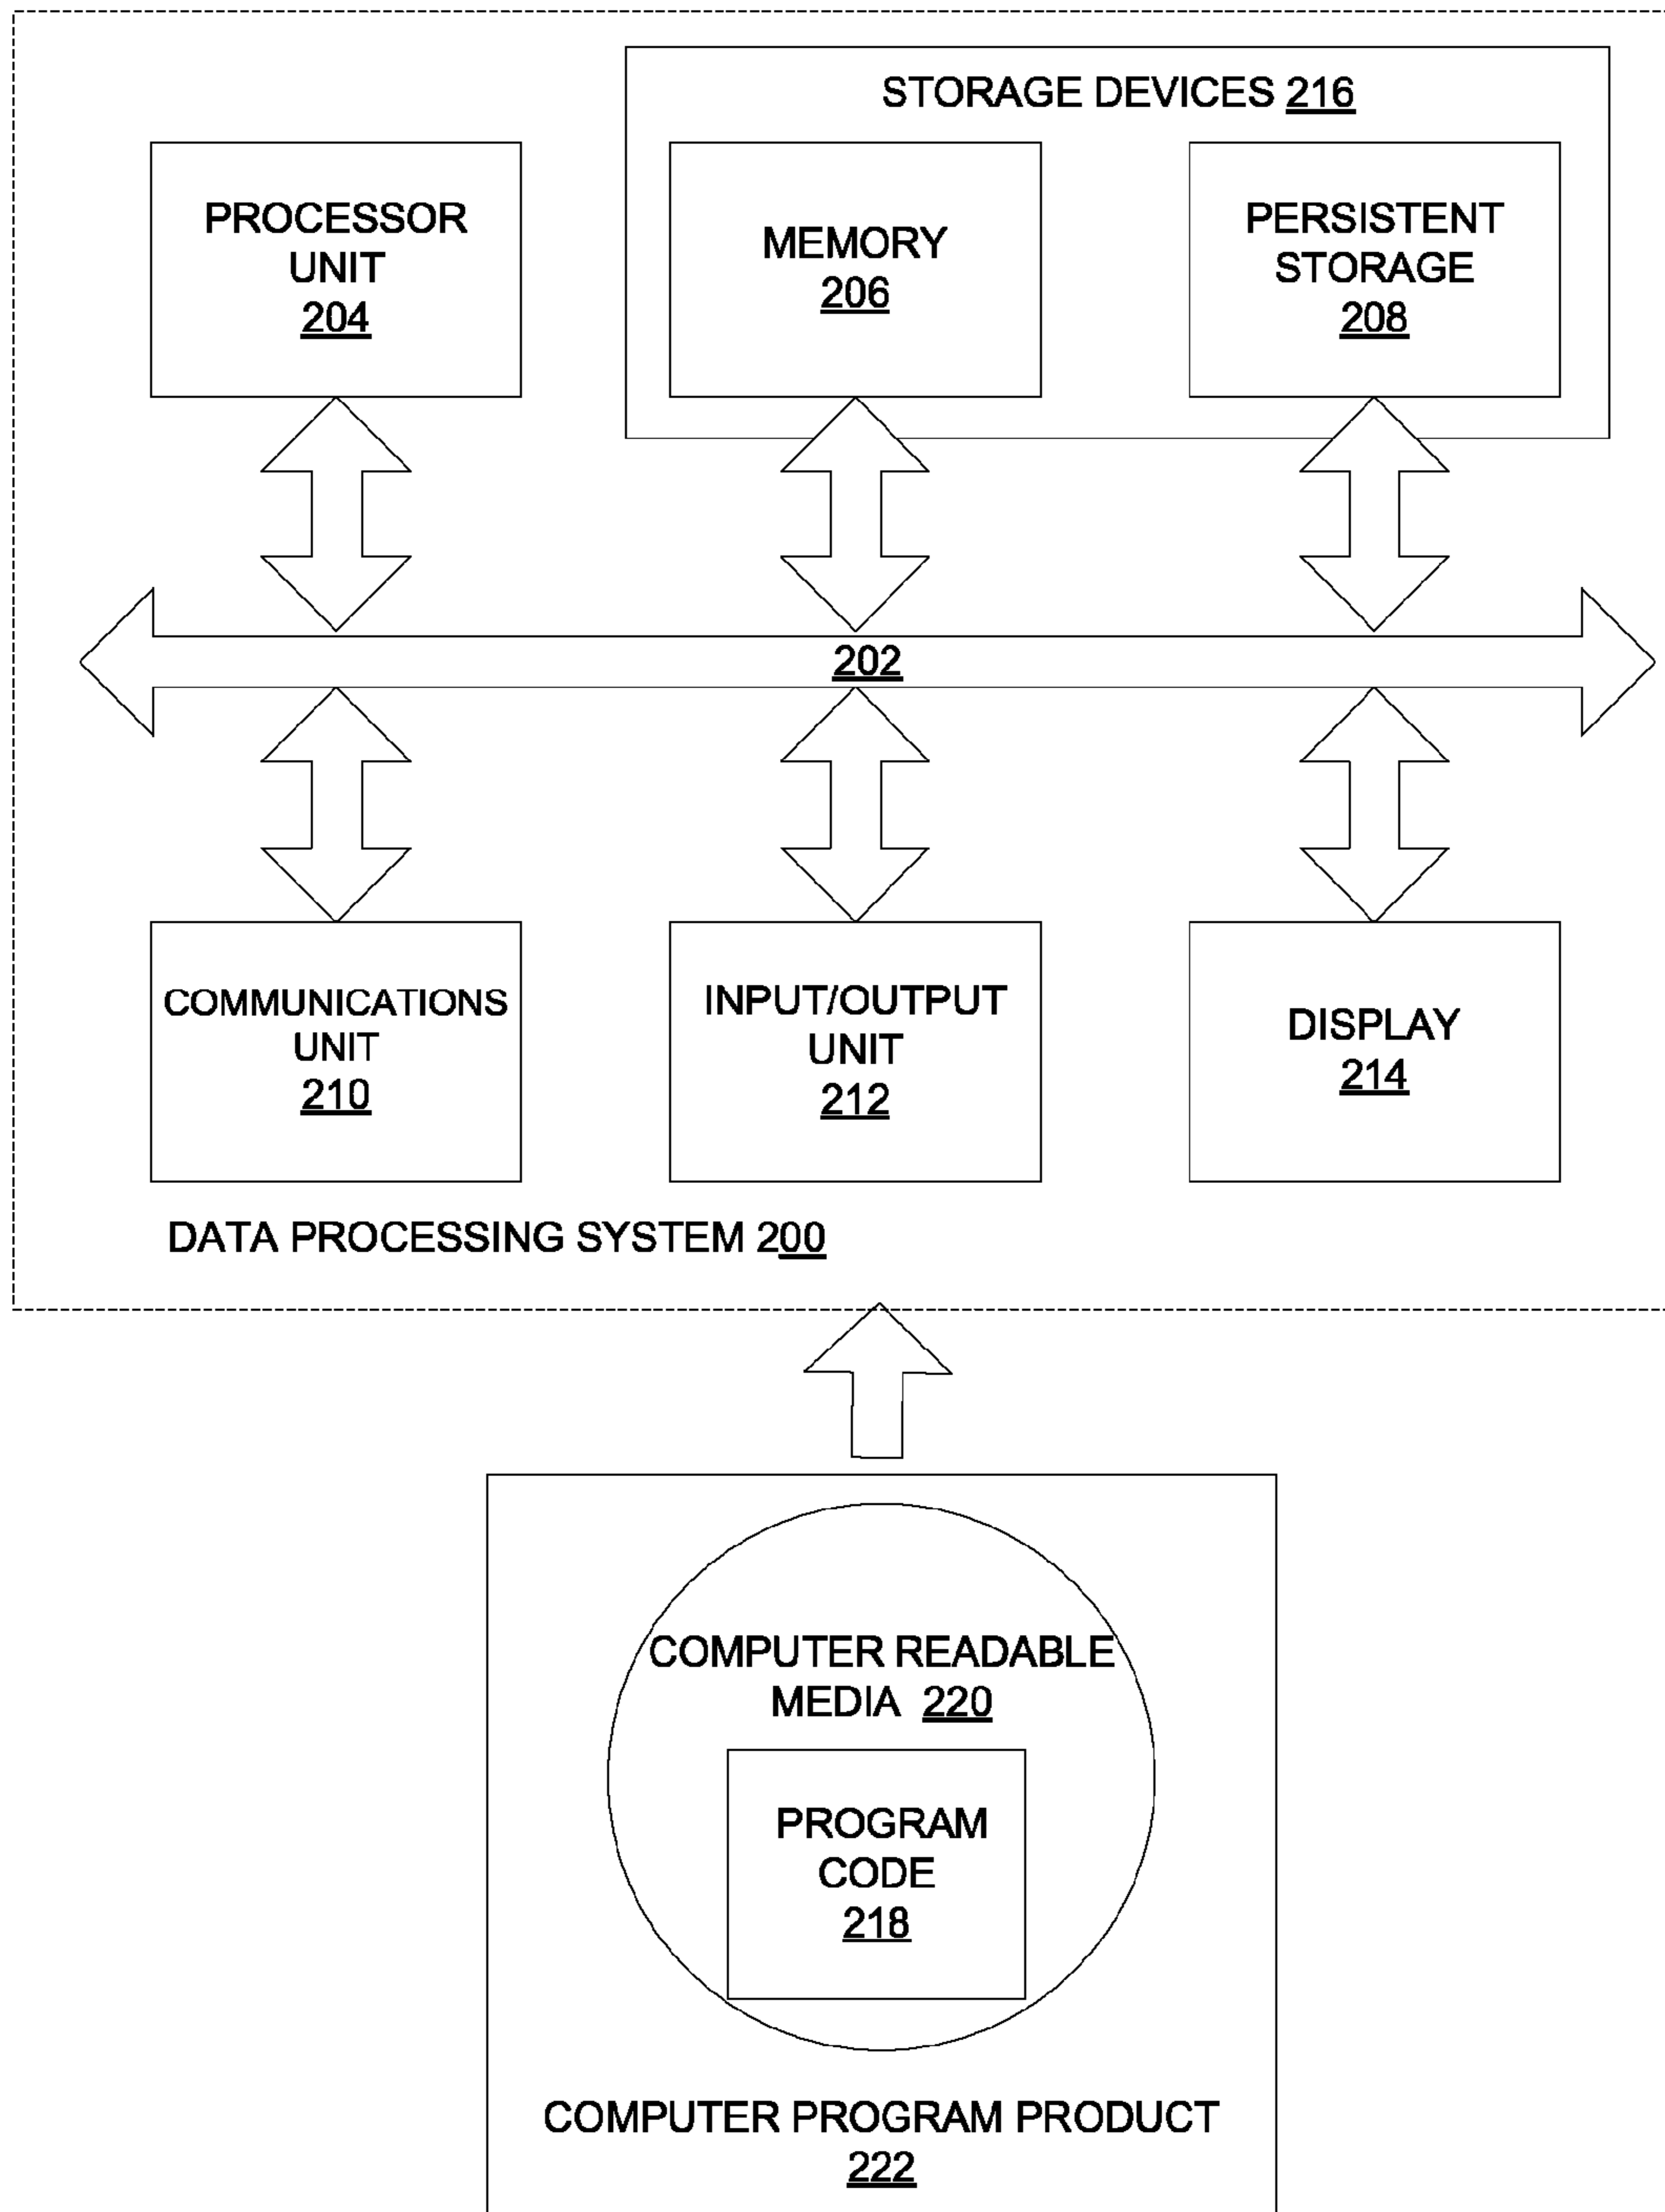 STORAGE DEVICES 216
PROCESSOR
UNIT
204
MEMORY
206
PERSISTENT
STORAGE
208
202
COMMUNICATIONS
UNIT
210
INPUT/OUTPUT
UNIT
212
DISPLAY
214
DATA PROCESSING SYSTEM 200
COMPUTER READABLE
MEDIA 220
PROGRAM
CODE
218
COMPUTER PROGRAM PRODUCT
222